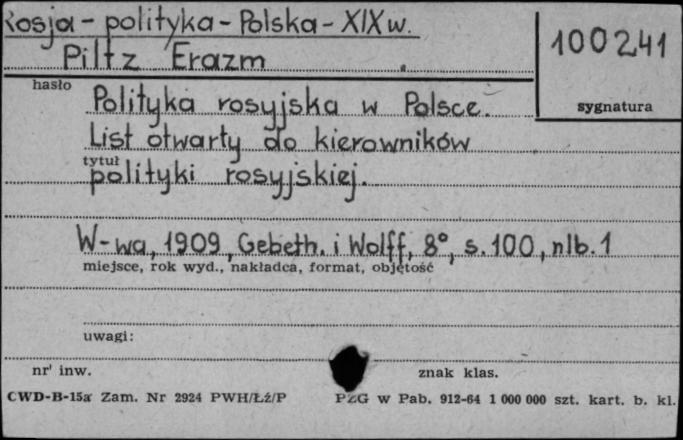 Rosja - polityka - Polska - XIX w.
Piltz Erazm
100241
hasło
sygnatura
Polityka rosyjska w Polsce.
List otwarty do kierowników
tytuł
polityki rosyjskiej.
W-wa, 1909, Gebeth. i Wolff, 8°, s. 100, nlb. 1
miejsce, rok wyd., nakładca, format, objętość
uwagi:
nr inw.
znak klas.
CWD-B-15a Zam. Nr 2924 PWH/Łź/P PZG w Pab. 912-64 1 000 000 szt. kart. b. kl.